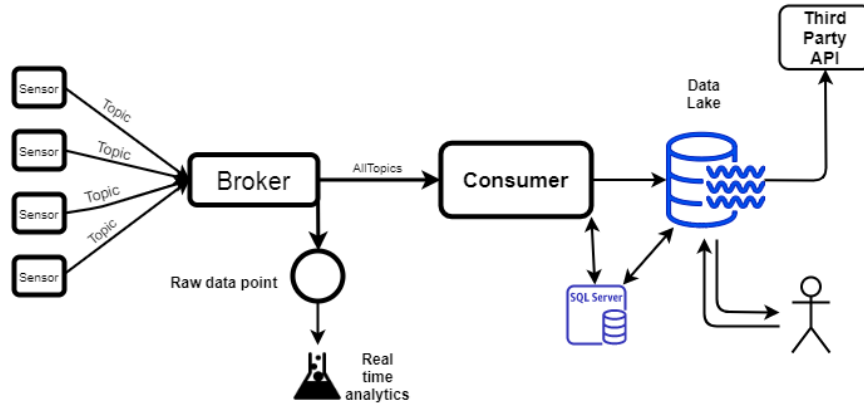 Sensor
Topic
Sensor
Topic
Sensor
Topic
Sensor
Topic
Broker
AllTopics
Consumer
Data
Lake
Third
Party
API
Raw data point
Real
time
analytics
SQL Server